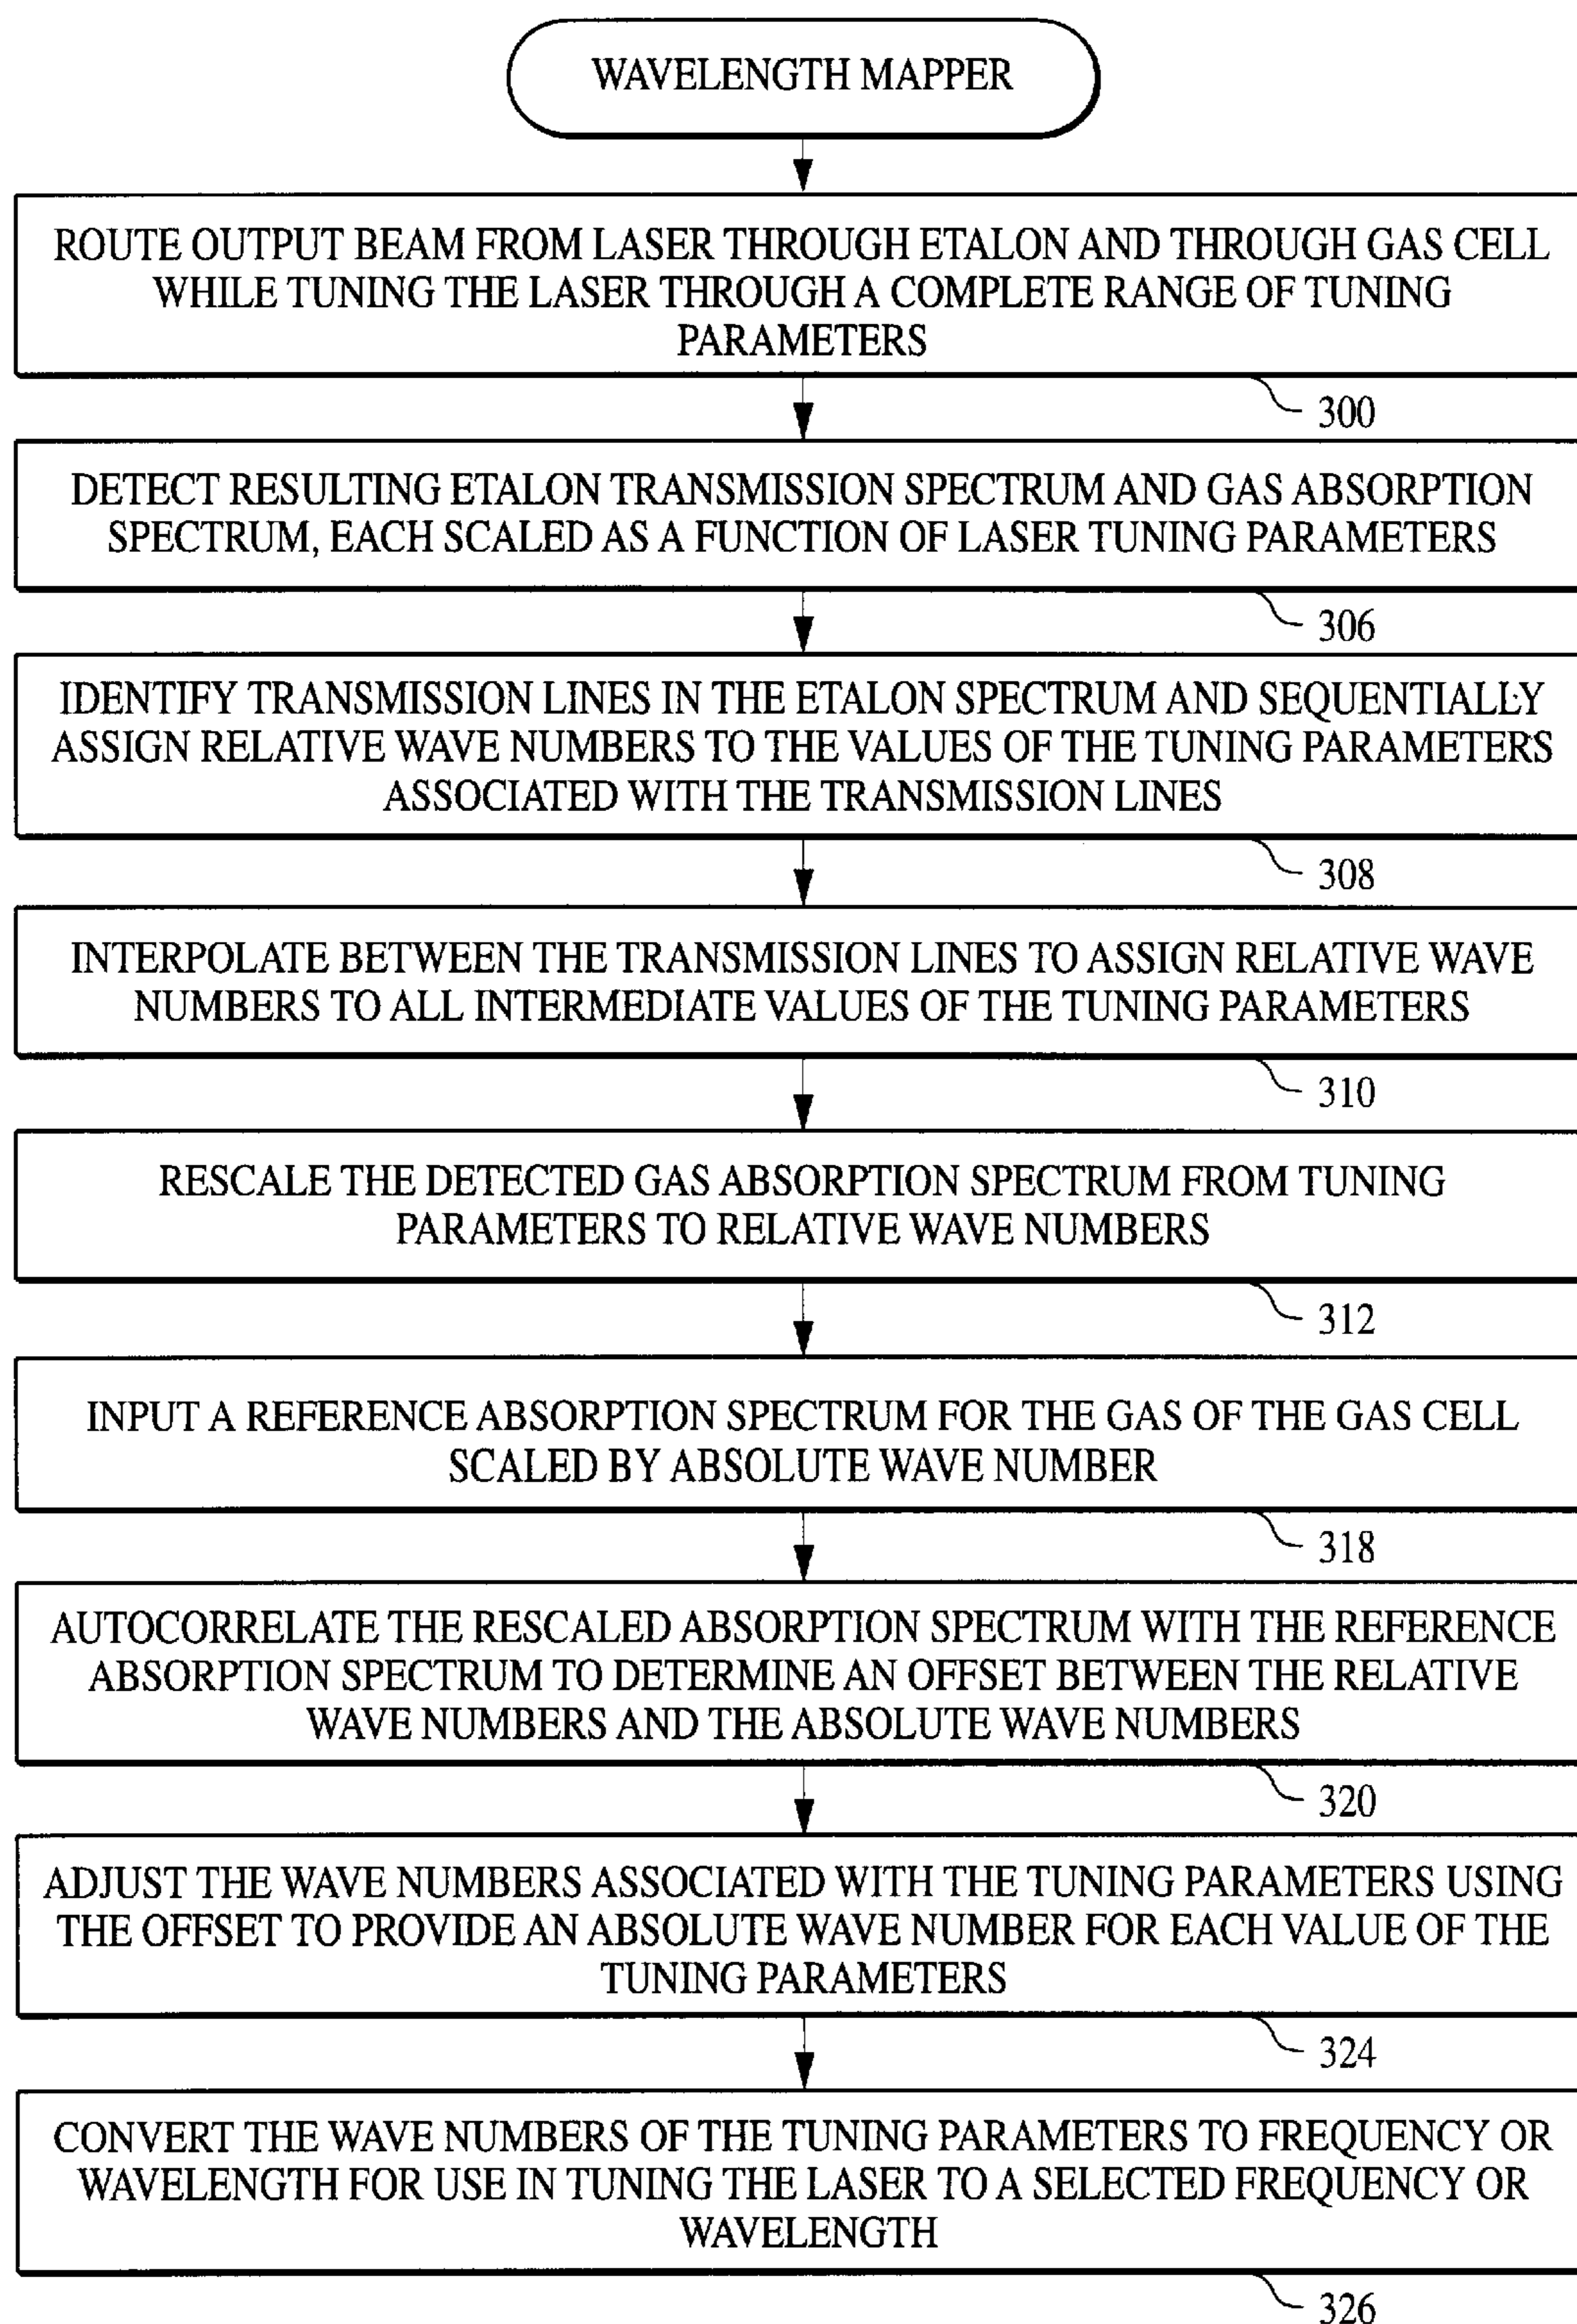 WAVELENGTH MAPPER
ROUTE OUTPUT BEAM FROM LASER THROUGH ETALON AND THROUGH GAS CELL
WHILE TUNING THE LASER THROUGH A COMPLETE RANGE OF TUNING
PARAMETERS
300
DETECT RESULTING ETALON TRANSMISSION SPECTRUM AND GAS ABSORPTION
SPECTRUM, EACH SCALED AS A FUNCTION OF LASER TUNING PARAMETERS
306
IDENTIFY TRANSMISSION LINES IN THE ETALON SPECTRUM AND SEQUENTIALLY
ASSIGN RELATIVE WAVE NUMBERS TO THE VALUES OF THE TUNING PARAMETERS
ASSOCIATED WITH THE TRANSMISSION LINES
308
INTERPOLATE BETWEEN THE TRANSMISSION LINES TO ASSIGN RELATIVE WAVE
NUMBERS TO ALL INTERMEDIATE VALUES OF THE TUNING PARAMETERS
310
RESCALE THE DETECTED GAS ABSORPTION SPECTRUM FROM TUNING
PARAMETERS TO RELATIVE WAVE NUMBERS
312
INPUT A REFERENCE ABSORPTION SPECTRUM FOR THE GAS OF THE GAS CELL
SCALED BY ABSOLUTE WAVE NUMBER
318
AUTOCORRELATE THE RESCALED ABSORPTION SPECTRUM WITH THE REFERENCE
ABSORPTION SPECTRUM TO DETERMINE AN OFFSET BETWEEN THE RELATIVE
WAVE NUMBERS AND THE ABSOLUTE WAVE NUMBERS
320
ADJUST THE WAVE NUMBERS ASSOCIATED WITH THE TUNING PARAMETERS USING
THE OFFSET TO PROVIDE AN ABSOLUTE WAVE NUMBER FOR EACH VALUE OF THE
TUNING PARAMETERS
324
CONVERT THE WAVE NUMBERS OF THE TUNING PARAMETERS TO FREQUENCY OR
WAVELENGTH FOR USE IN TUNING THE LASER TO A SELECTED FREQUENCY OR
WAVELENGTH
326